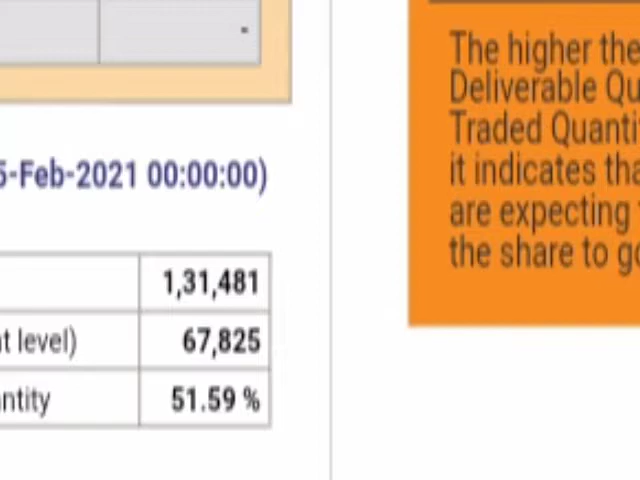 -
5-Feb-2021 00:00:00)
1,31,481
t level) 67,825
ntity 51.59 %
The higher the
Deliverable Qu
Traded Quanti
it indicates tha
are expecting
the share to go